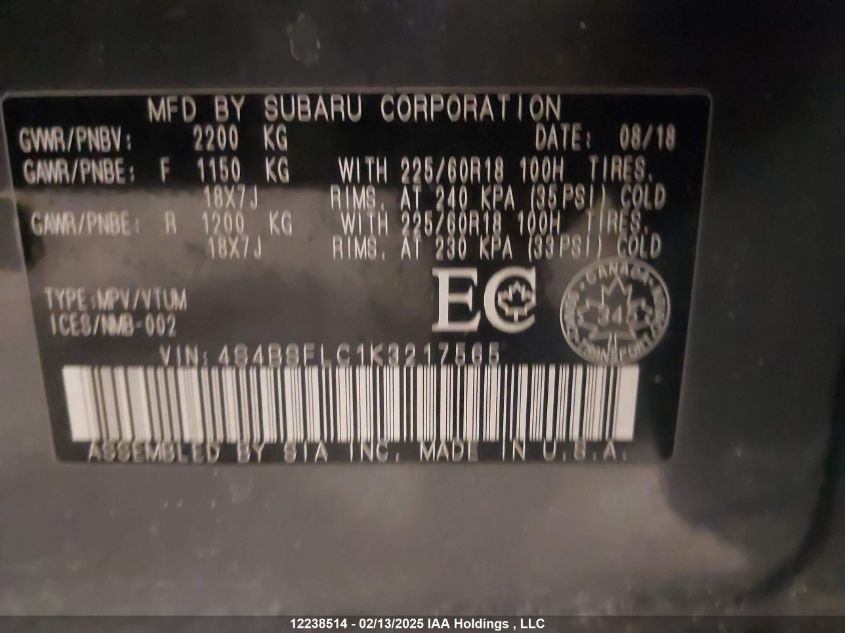 MFD BY SUBARU CORPORATION
GVWR/PNBV: 2200 KG DATE: 08/18
GAWR/PNBE: F 1150 KG WITH 225/60R18 100H TIRES.
18X7J RIMS. AT 240 KPA (35PSI) COLD
GAWR/PNBE: R 1200 KG WITH 225/60R18 100H TIRES.
18X7J RIMS. AT 230 KPA (33PSI) COLD
EC
CANADA
343
TRANSPORT
TYPE:MPV/VTUM
ICES/NMB-002
VIN: 4S4BSFLC1K3217565
ASSEMBLED BY SIA INC. MADE IN U.S.A.
12238514 - 02/13/2025 IAA Holdings , LLC